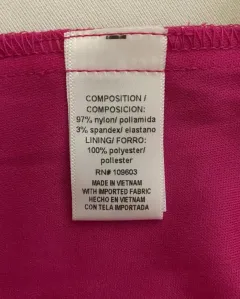 COMPOSITION /
COMPOSICION:
97% nylon/ poliamida
3% spandex/ elastano
LINING/ FORRO:
100% polyester/
poliester
RN# 109603
MADE IN VIETNAM
WITH IMPORTED FABRIC
HECHO EN VIETNAM
CON TELA IMPORTADA